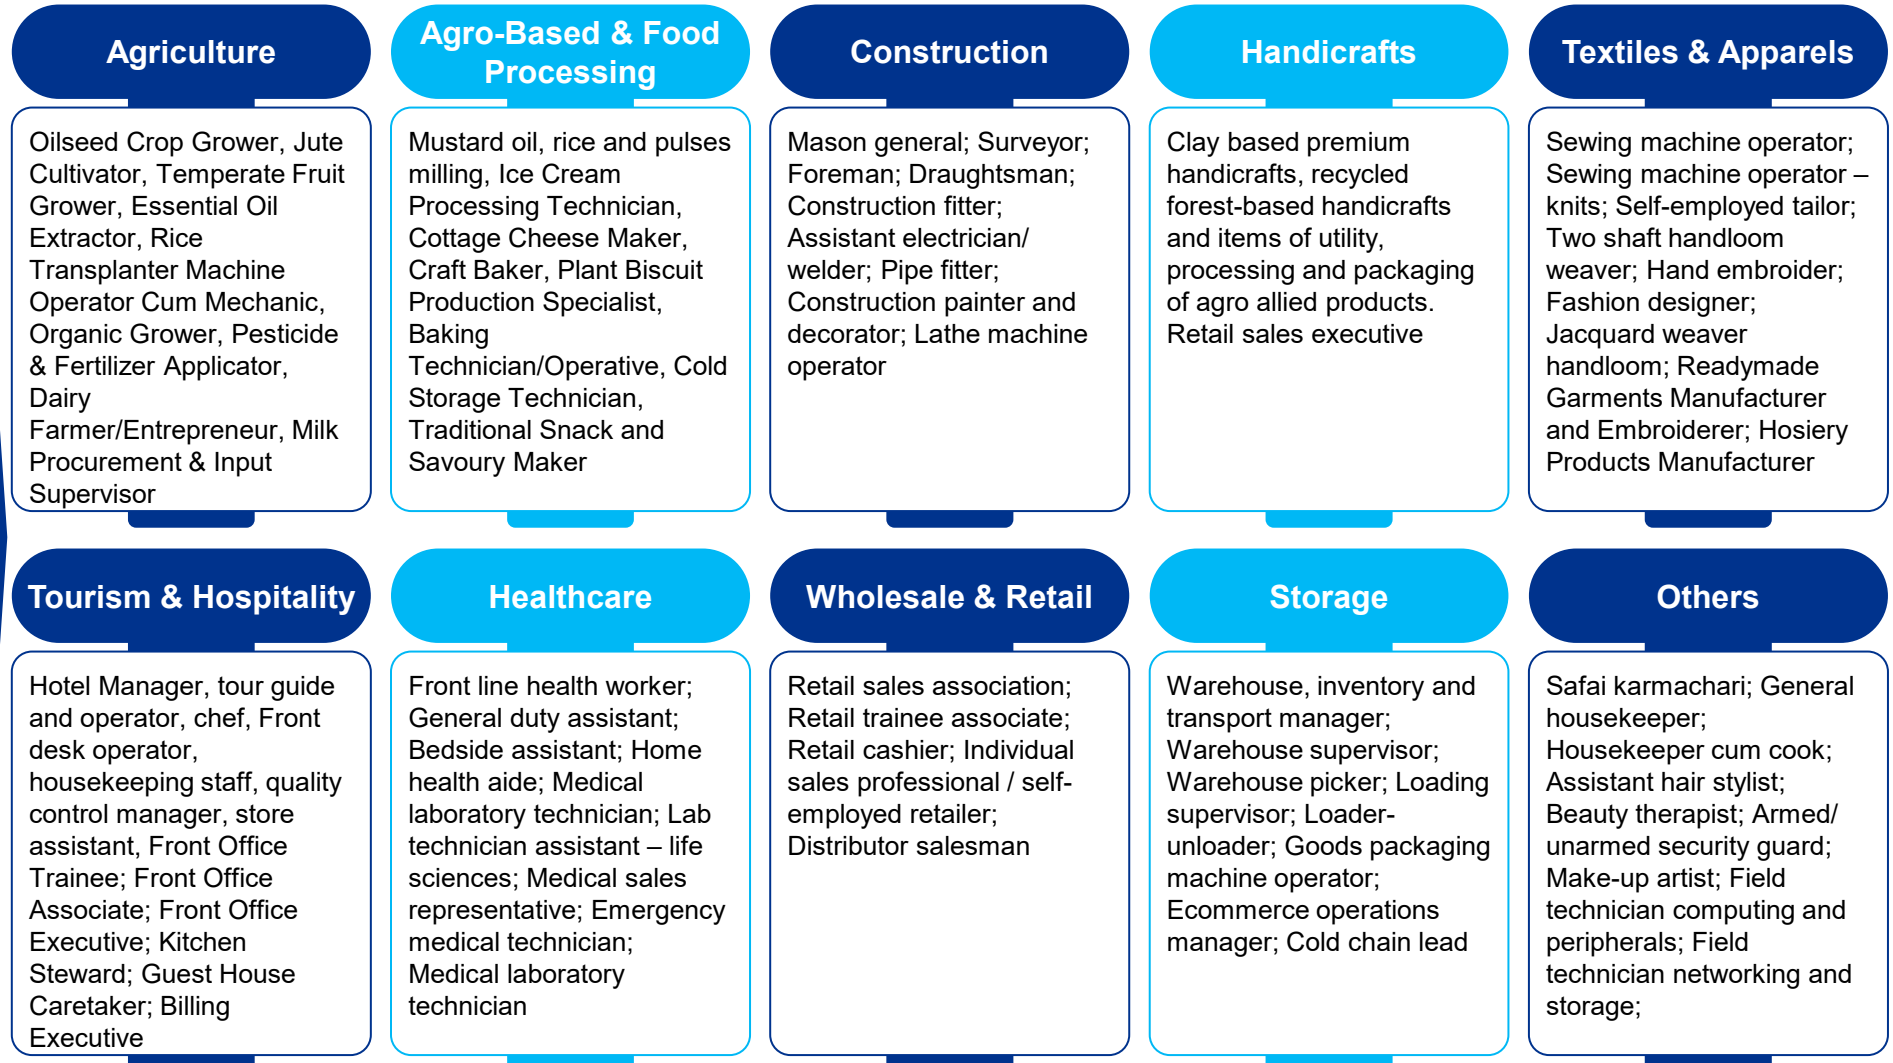 Agriculture
Oilseed Crop Grower, Jute
Cultivator, Temperate Fruit
Grower, Essential Oil
Extractor, Rice
Transplanter Machine
Operator Cum Mechanic,
Organic Grower, Pesticide
& Fertilizer Applicator,
Dairy
Farmer/Entrepreneur, Milk
Procurement & Input
Supervisor
Agro-Based & Food
Processing
Mustard oil, rice and pulses
milling, Ice Cream
Processing Technician,
Cottage Cheese Maker,
Craft Baker, Plant Biscuit
Production Specialist,
Baking
Technician/Operative, Cold
Storage Technician,
Traditional Snack and
Savoury Maker
Construction
Mason general; Surveyor;
Foreman; Draughtsman;
Construction fitter;
Assistant electrician/
welder; Pipe fitter;
Construction painter and
decorator; Lathe machine
operator
Handicrafts
Clay based premium
handicrafts, recycled
forest-based handicrafts
and items of utility,
processing and packaging
of agro allied products.
Retail sales executive
Textiles & Apparels
Sewing machine operator;
Sewing machine operator –
knits; Self-employed tailor;
Two shaft handloom
weaver; Hand embroider;
Fashion designer;
Jacquard weaver
handloom; Readymade
Garments Manufacturer
and Embroiderer; Hosiery
Products Manufacturer
Tourism & Hospitality
Hotel Manager, tour guide
and operator, chef, Front
desk operator,
housekeeping staff, quality
control manager, store
assistant, Front Office
Trainee; Front Office
Associate; Front Office
Executive; Kitchen
Steward; Guest House
Caretaker; Billing
Executive
Healthcare
Front line health worker;
General duty assistant;
Bedside assistant; Home
health aide; Medical
laboratory technician; Lab
technician assistant – life
sciences; Medical sales
representative; Emergency
medical technician;
Medical laboratory
technician
Wholesale & Retail
Retail sales association;
Retail trainee associate;
Retail cashier; Individual
sales professional / self-
employed retailer;
Distributor salesman
Storage
Warehouse, inventory and
transport manager;
Warehouse supervisor;
Warehouse picker; Loading
supervisor; Loader-
unloader; Goods packaging
machine operator;
Ecommerce operations
manager; Cold chain lead
Others
Safai karmachari; General
housekeeper;
Housekeeper cum cook;
Assistant hair stylist;
Beauty therapist; Armed/
unarmed security guard;
Make-up artist; Field
technician computing and
peripherals; Field
technician networking and
storage;